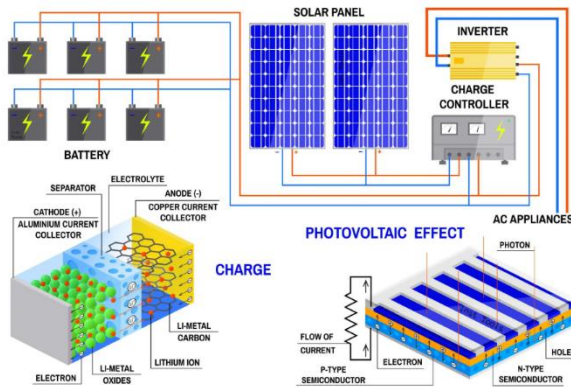 SOLAR PANEL
INVERTER
CHARGE
CONTROLLER
BATTERY
AC APPLIANCES
ELECTROLYTE
SEPARATOR
ANODE (-)
COPPER CURRENT
COLLECTOR
CATHODE (+)
ALUMINIUM CURRENT
COLLECTOR
CHARGE
LI-METAL
CARBON
LITHIUM ION
LI-METAL
OXIDES
ELECTRON
PHOTOVOLTAIC EFFECT
PHOTON
FLOW OF
CURRENT
HOLE
ELECTRON
N-TYPE
SEMICONDUCTOR
P-TYPE
SEMICONDUCTOR